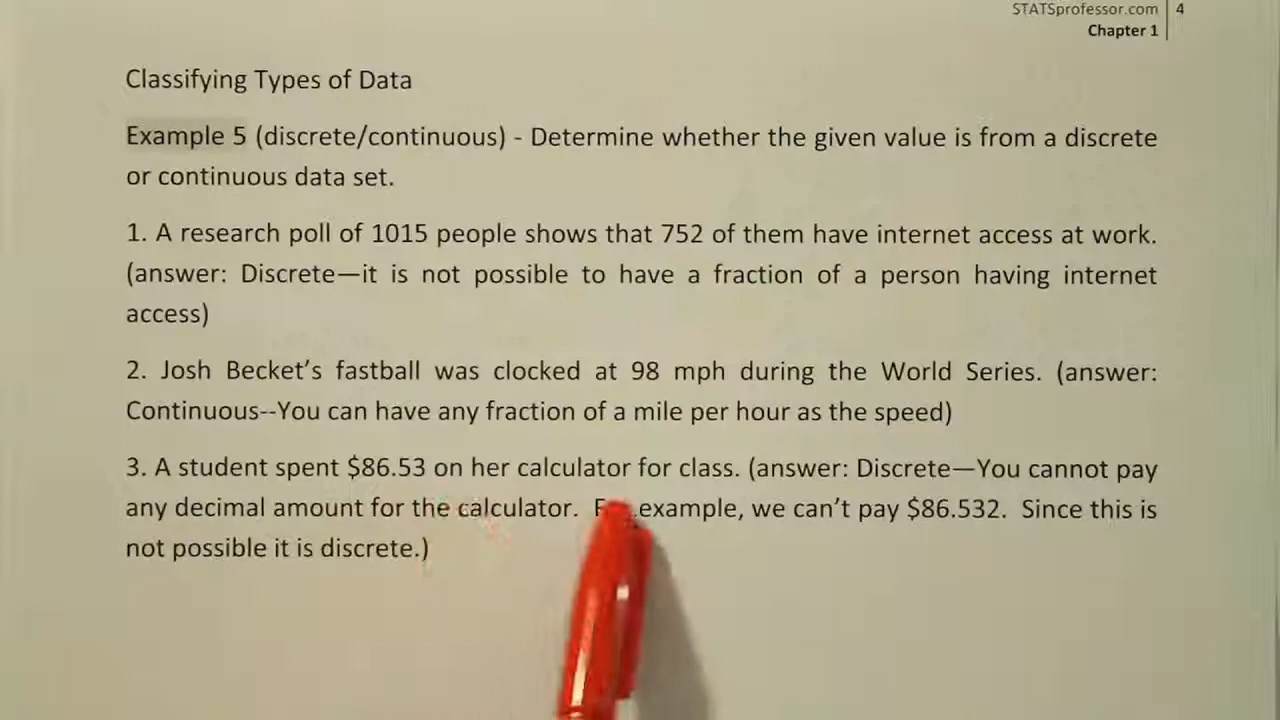 STATSprofessor.com 4
Chapter 1
Classifying Types of Data
Example 5 (discrete/continuous) - Determine whether the given value is from a discrete
or continuous data set.
1. A research poll of 1015 people shows that 752 of them have internet access at work.
(answer: Discrete—it is not possible to have a fraction of a person having internet
access)
2. Josh Becket’s fastball was clocked at 98 mph during the World Series. (answer:
Continuous--You can have any fraction of a mile per hour as the speed)
3. A student spent $86.53 on her calculator for class. (answer: Discrete—You cannot pay
any decimal amount for the calculator. example, we can’t pay $86.532. Since this is
not possible it is discrete.)